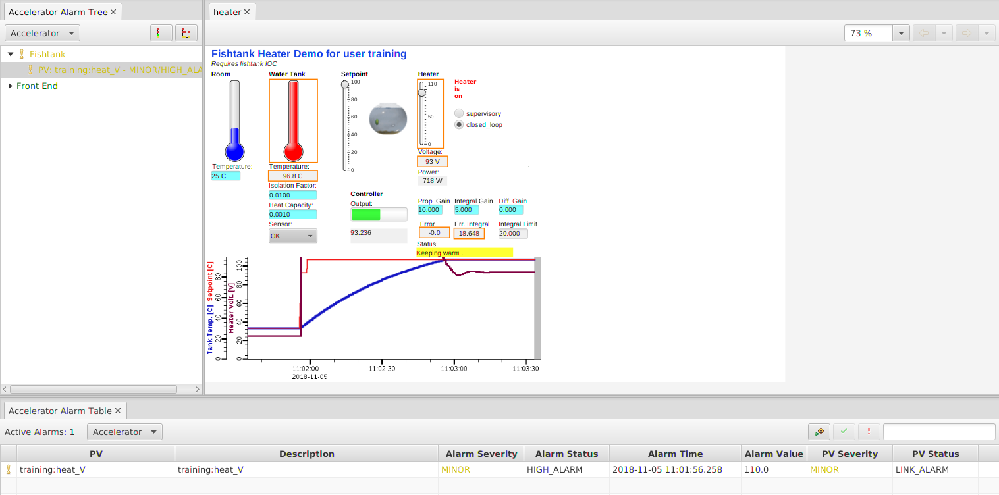 Accelerator Alarm Tree
Accelerator
Fishtank
PV: training:heat_V - MINOR/HIGH_ALA
Front End
heater
73 %
Fishtank Heater Demo for user training
Requires fishtank IOC
Room
Water Tank
Setpoint
Heater
100
80
60
40
20
0
110
50
0
Heater
is
on
supervisory
closed_loop
Temperature:
25 C
Temperature:
96.8 C
Isolation Factor:
0.0100
Heat Capacity:
0.0010
Sensor:
OK
Voltage:
93 V
Power:
718 W
Controller
Output:
93.236
Prop. Gain Integral Gain Diff. Gain
10.000 5.000 0.000
Error Err. Integral Integral Limit
-0.0 18.648 20.000
Status:
Keeping warm ...
Tank Temp. [C] Setpoint [C]
80
60
40
20
0
Heater Volt. [V]
100
80
60
40
20
0
11:02:00 11:02:30 11:03:00 11:03:30
2018-11-05
Accelerator Alarm Table
Active Alarms: 1 Accelerator
PV Description Alarm Severity Alarm Status Alarm Time Alarm Value PV Severity PV Status
training:heat_V training:heat_V MINOR HIGH_ALARM 2018-11-05 11:01:56.258 110.0 MINOR LINK_ALARM